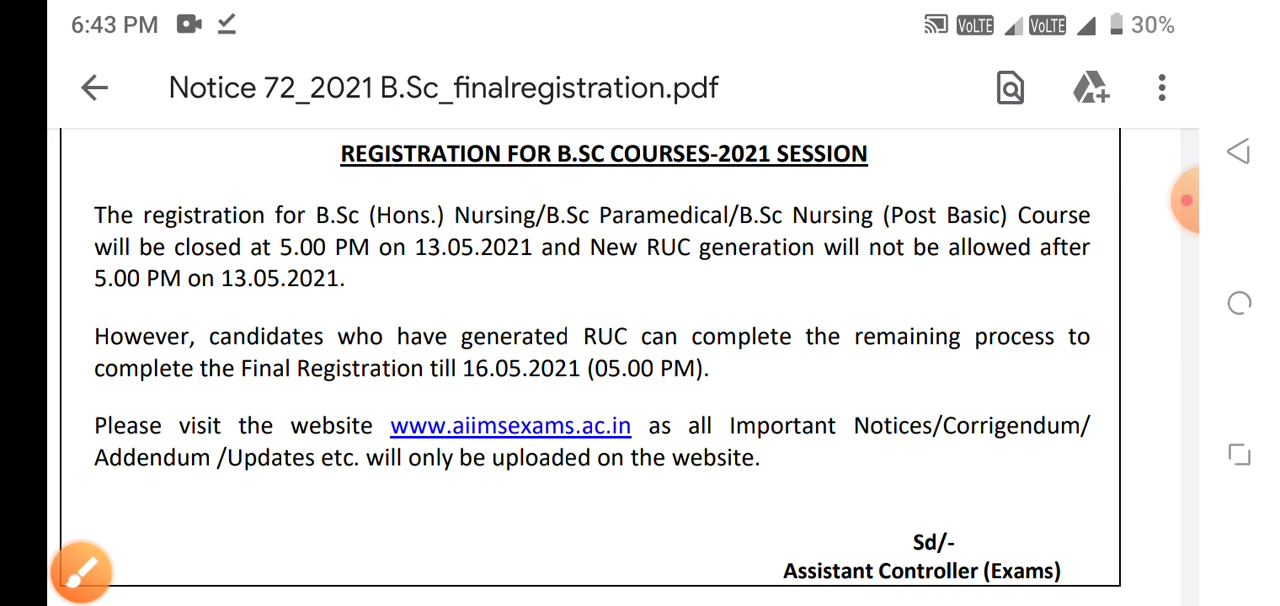 6:43 PM VoLTE VoLTE 30%
Notice 72_2021 B.Sc_finalregistration.pdf
REGISTRATION FOR B.SC COURSES-2021 SESSION
The registration for B.Sc (Hons.) Nursing/B.Sc Paramedical/B.Sc Nursing (Post Basic) Course
will be closed at 5.00 PM on 13.05.2021 and New RUC generation will not be allowed after
5.00 PM on 13.05.2021.
However, candidates who have generated RUC can complete the remaining process to
complete the Final Registration till 16.05.2021 (05.00 PM).
Please visit the website www.aiimsexams.ac.in as all Important Notices/Corrigendum/
Addendum /Updates etc. will only be uploaded on the website.
Sd/-
Assistant Controller (Exams)